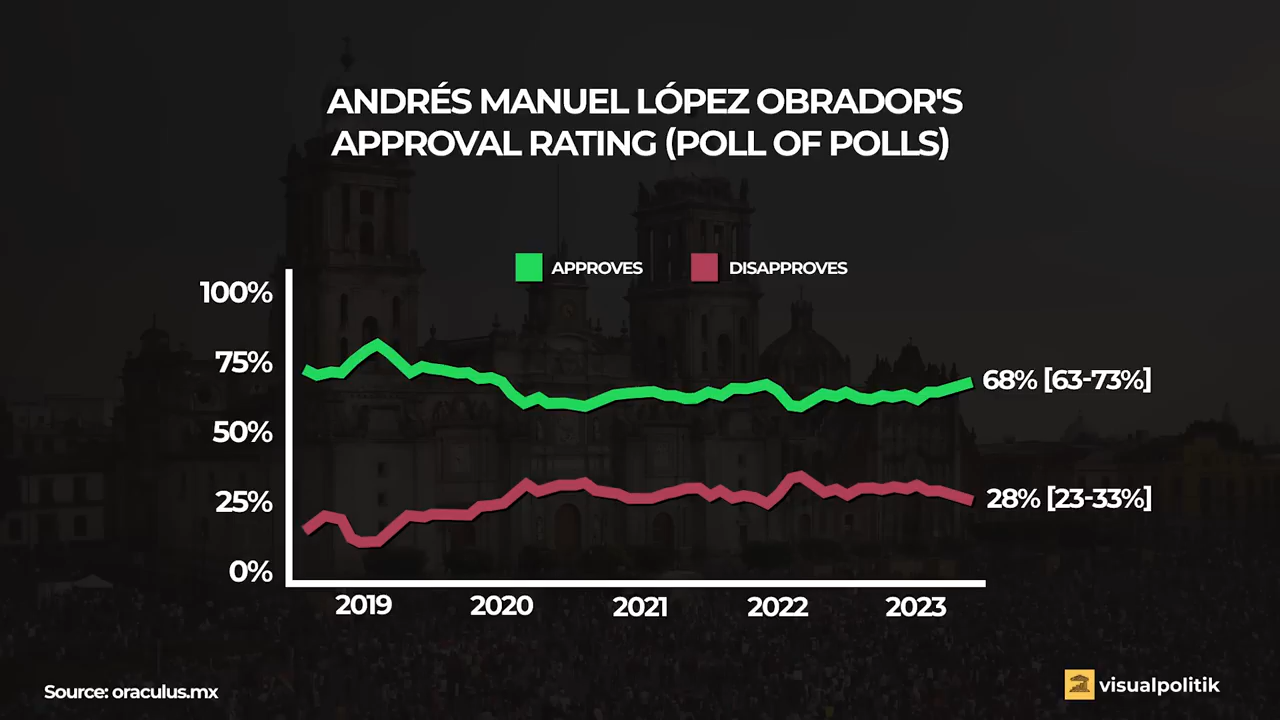 ANDRÉS MANUEL LÓPEZ OBRADOR'S
APPROVAL RATING (POLL OF POLLS)
APPROVES
DISAPPROVES
100%
75%
50%
25%
0%
68% [63-73%]
28% [23-33%]
2019
2020
2021
2022
2023
Source: oraculus.mx
visualpolitik